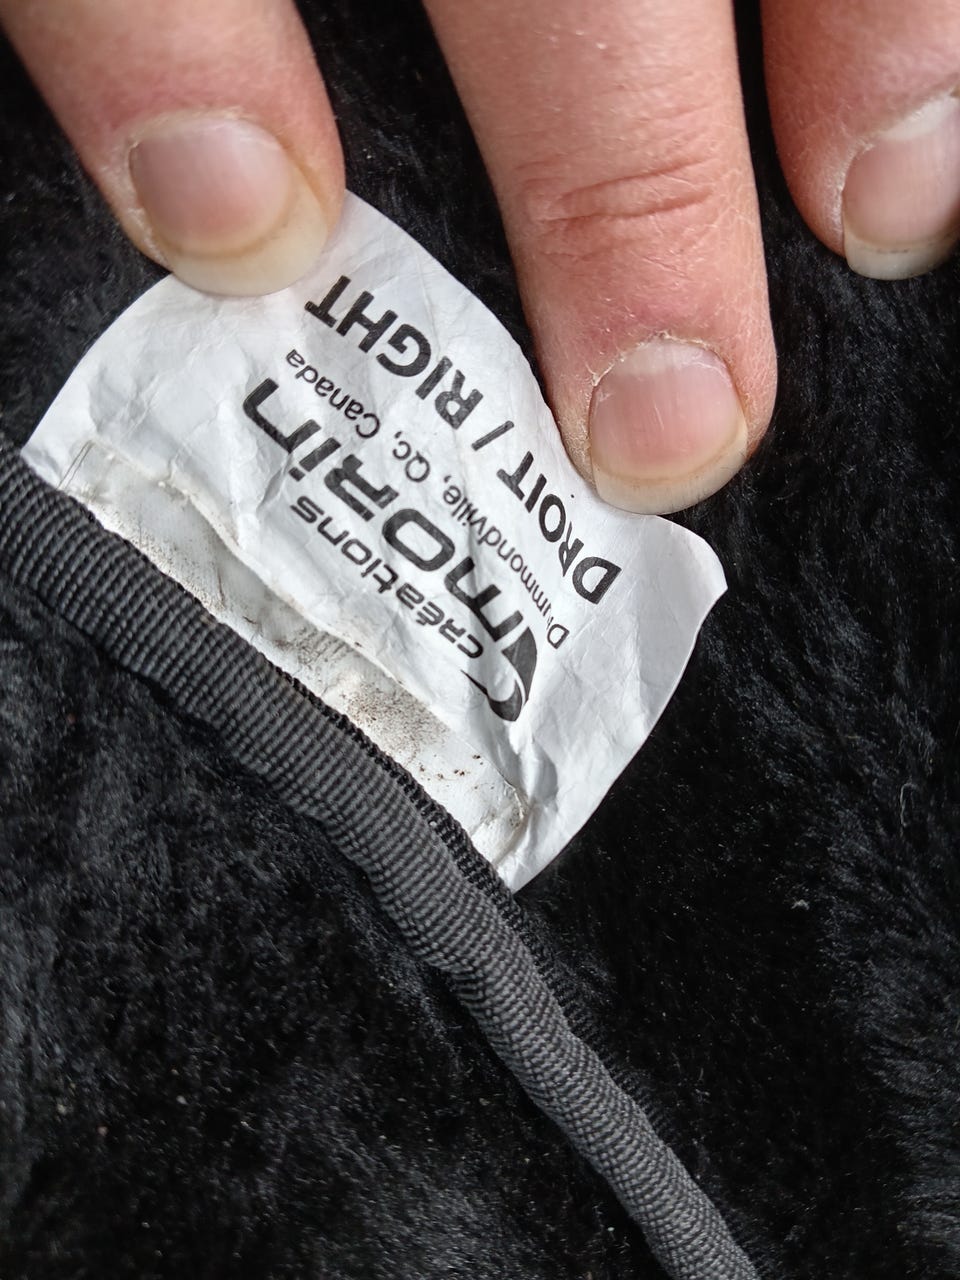 CRÉATIONS
mORin
Drummondville, Qc, Canada
DROIT / RIGHT